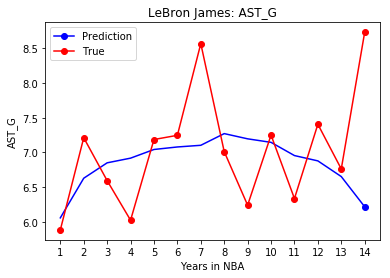 LeBron James: AST_G
Prediction
True
8.5
8.0
7.5
7.0
6.5
6.0
AST_G
1 2 3 4 5 6 7 8 9 10 11 12 13 14
Years in NBA